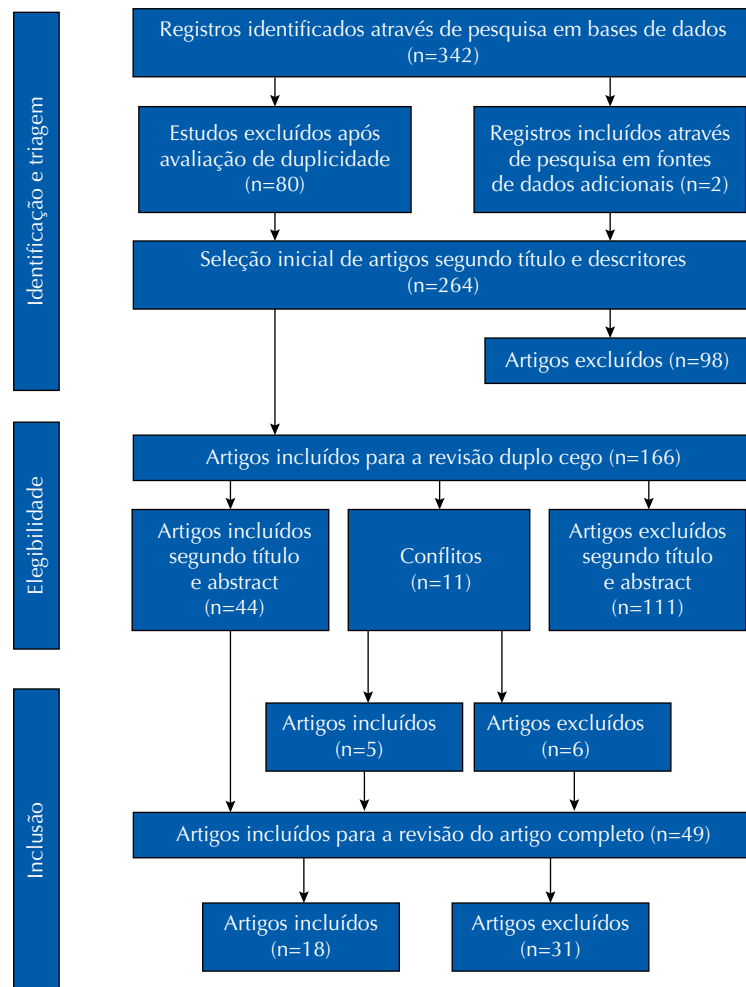 Identificação e triagem
Registros identificados através de pesquisa em bases de dados
(n=342)
Estudos excluídos após
avaliação de duplicidade
(n=80)
Registros incluídos através
de pesquisa em fontes
de dados adicionais (n=2)
Seleção inicial de artigos segundo título e descritores
(n=264)
Artigos excluídos (n=98)
Elegibilidade
Artigos incluídos para a revisão duplo cego (n=166)
Artigos incluídos
segundo título
e abstract
(n=44)
Conflitos
(n=11)
Artigos excluídos
segundo título
e abstract
(n=111)
Inclusão
Artigos incluídos
(n=5)
Artigos excluídos
(n=6)
Artigos incluídos para a revisão do artigo completo (n=49)
Artigos incluídos
(n=18)
Artigos excluídos
(n=31)